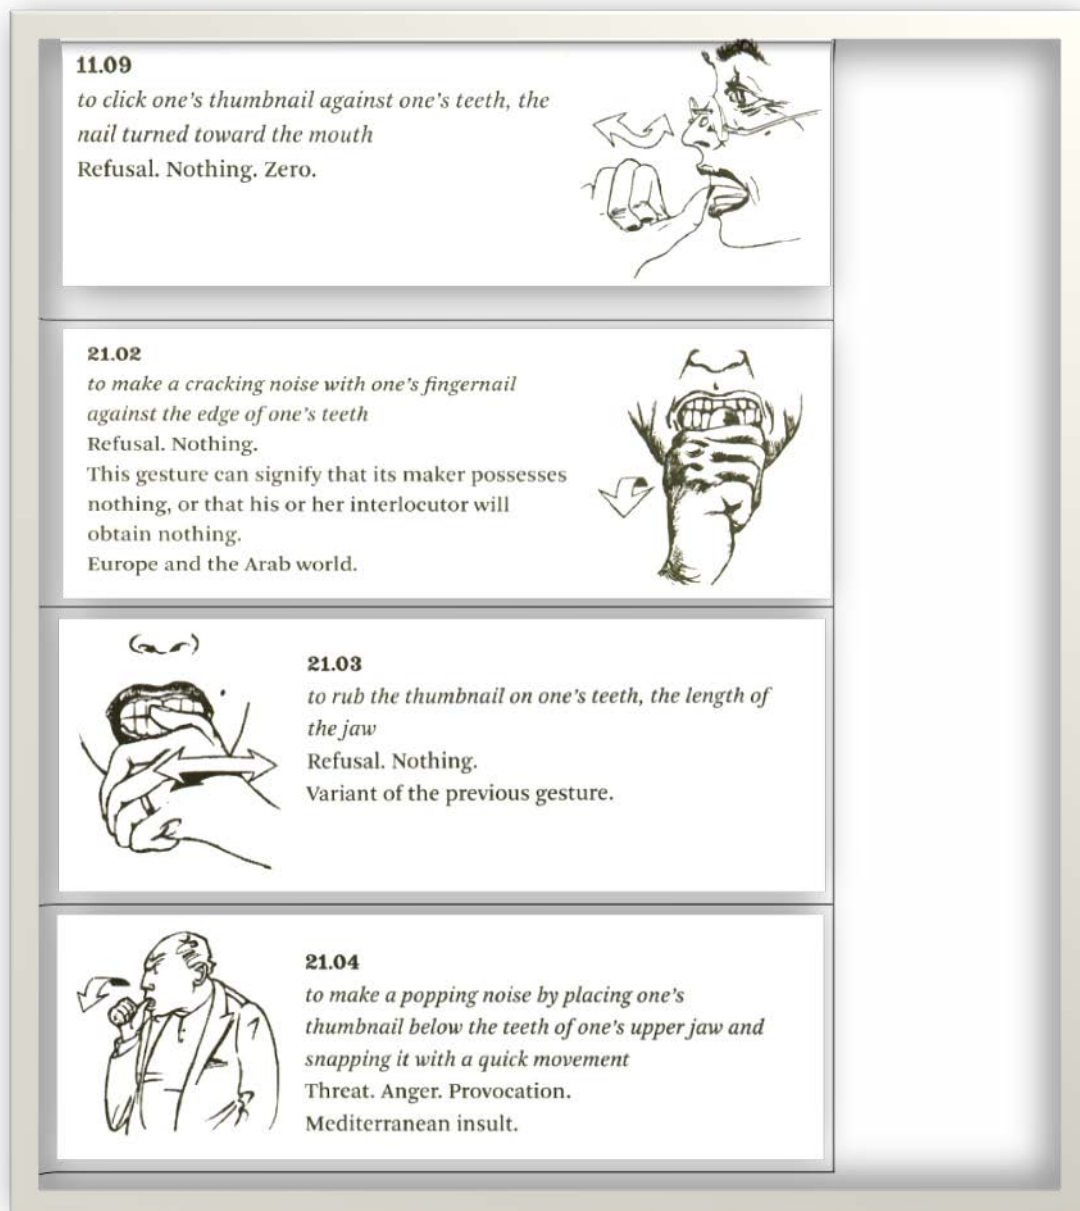 11.09
to click one's thumbnail against one's teeth, the
nail turned toward the mouth
Refusal. Nothing. Zero.
21.02
to make a cracking noise with one's fingernail
against the edge of one's teeth
Refusal. Nothing.
This gesture can signify that its maker possesses
nothing, or that his or her interlocutor will
obtain nothing.
Europe and the Arab world.
21.03
to rub the thumbnail on one's teeth, the length of
the jaw
Refusal. Nothing.
Variant of the previous gesture.
21.04
to make a popping noise by placing one's
thumbnail below the teeth of one's upper jaw and
snapping it with a quick movement
Threat. Anger. Provocation.
Mediterranean insult.